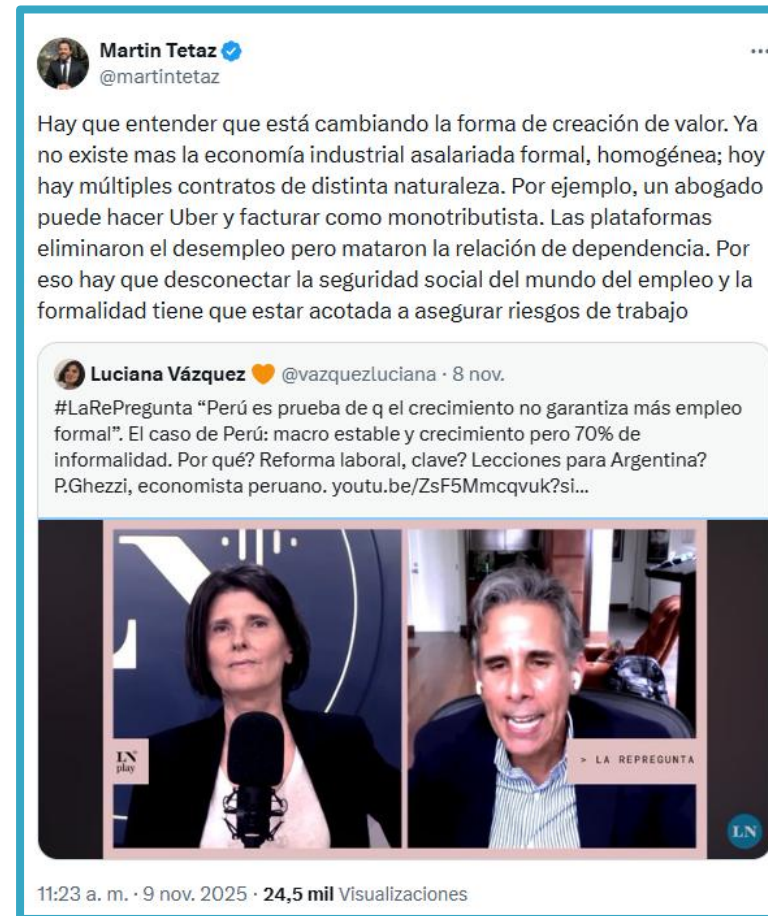 Martin Tetaz
@martintetaz
Hay que entender que está cambiando la forma de creación de valor. Ya
no existe mas la economía industrial asalariada formal, homogénea; hoy
hay múltiples contratos de distinta naturaleza. Por ejemplo, un abogado
puede hacer Uber y facturar como monotributista. Las plataformas
eliminaron el desempleo pero mataron la relación de dependencia. Por
eso hay que desconectar la seguridad social del mundo del empleo y la
formalidad tiene que estar acotada a asegurar riesgos de trabajo
Luciana Vázquez 🧡 @vazquezluciana · 8 nov.
#LaRePregunta “Perú es prueba de q el crecimiento no garantiza más empleo
formal”. El caso de Perú: macro estable y crecimiento pero 70% de
informalidad. Por qué? Reforma laboral, clave? Lecciones para Argentina?
P.Ghezzi, economista peruano. youtu.be/ZsF5Mmcqvuk?si...
LN
play
> LA REPREGUNTA
LN
11:23 a. m. · 9 nov. 2025 · 24,5 mil Visualizaciones